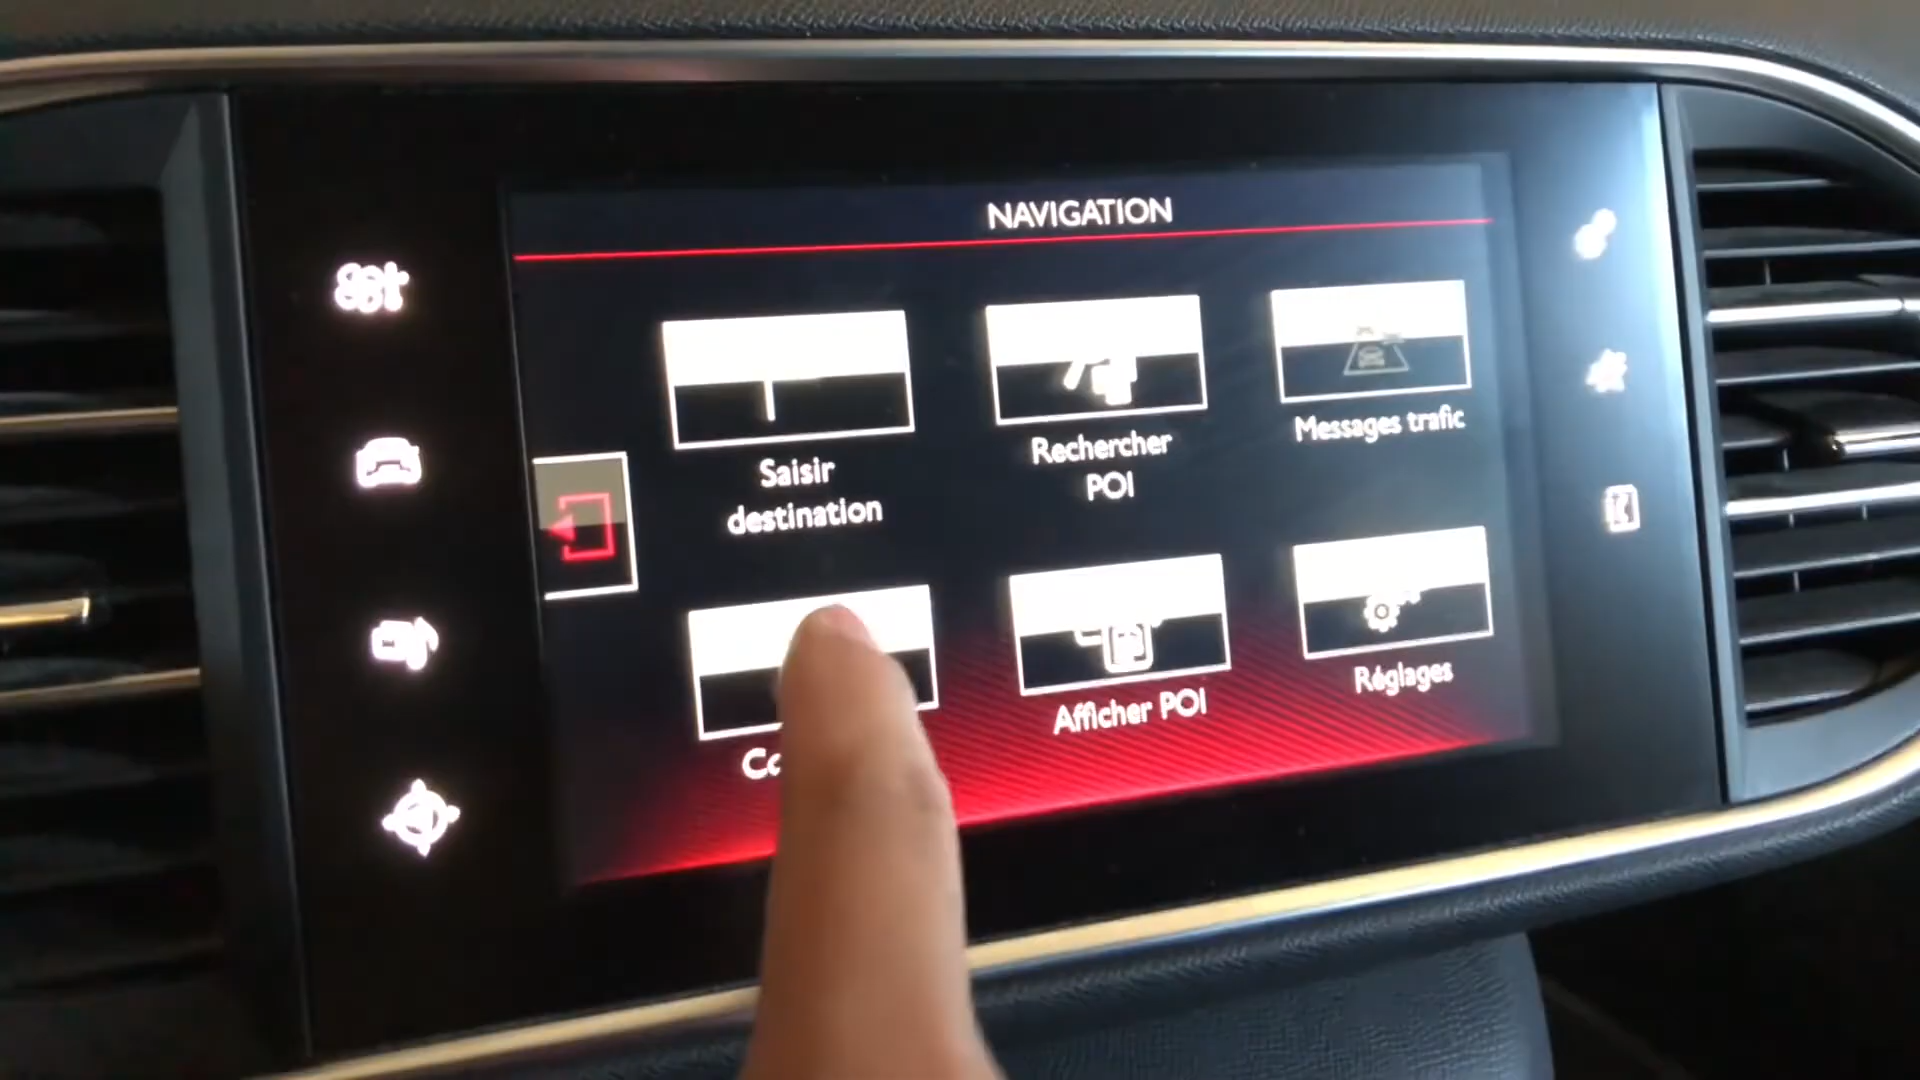 NAVIGATION
Saisir
destination
Rechercher
POI
Messages trafic
Afficher POI
Réglages